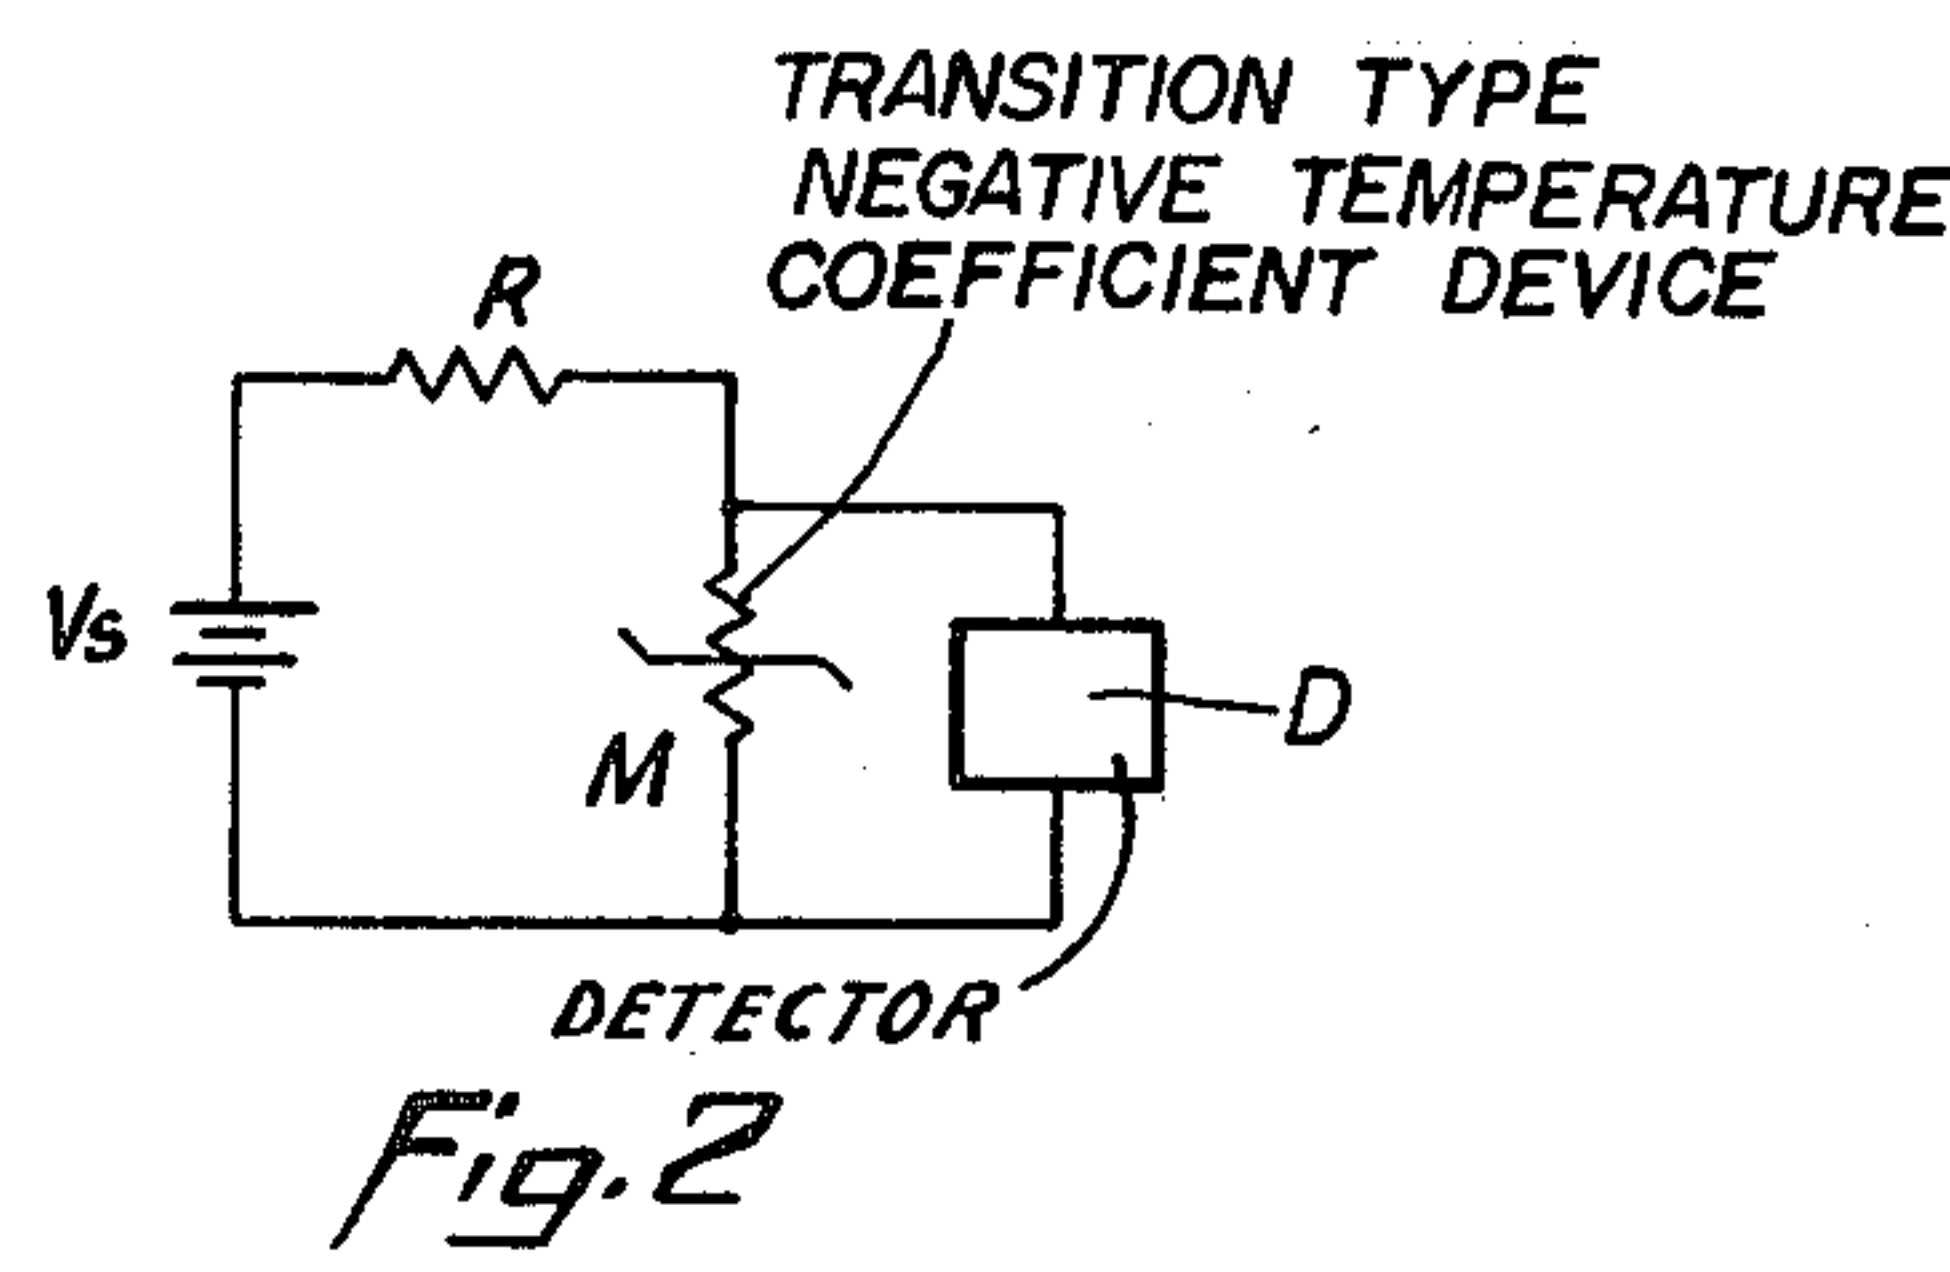 TRANSITION TYPE
NEGATIVE TEMPERATURE
COEFFICIENT DEVICE
R
Vs
M
D
DETECTOR
Fig. 2